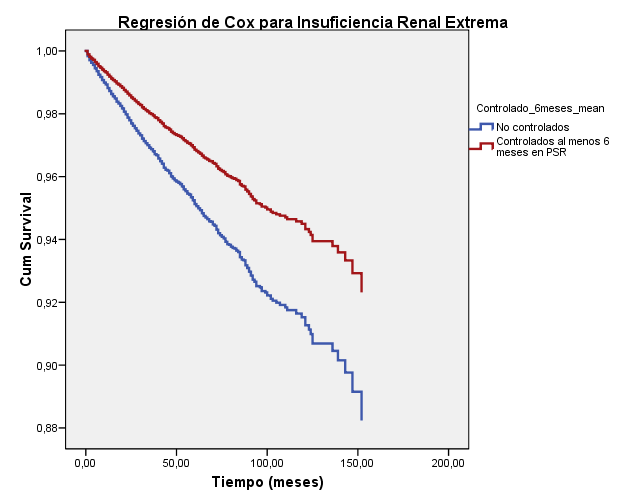 Regresión de Cox para Insuficiencia Renal Extrema
Controlado_6meses_mean
No controlados
Controlados al menos 6
meses en PSR
Cum Survival
1,00
0,98
0,96
0,94
0,92
0,90
0,88
0,00 50,00 100,00 150,00 200,00
Tiempo (meses)